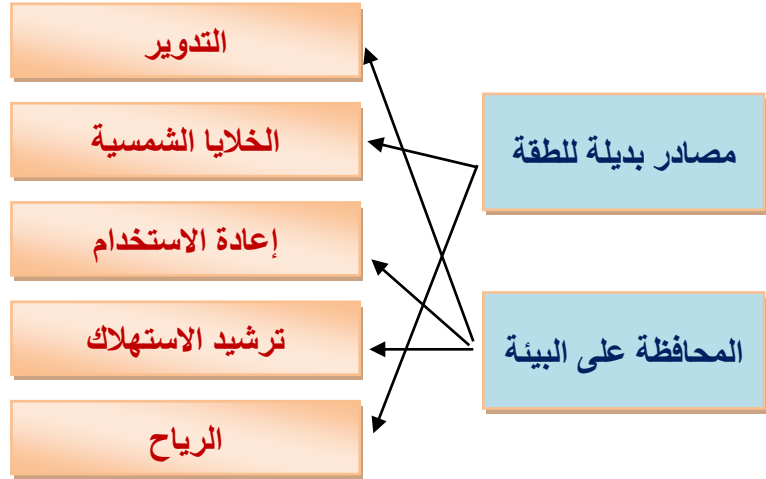 مصادر بديلة للطقة
المحافظة على البيئة
التدوير
الخلايا الشمسية
إعادة الاستخدام
ترشيد الاستهلاك
الرياح